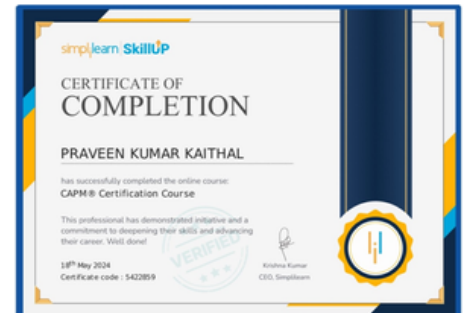 simplilearn SkillUP
CERTIFICATE OF
COMPLETION
PRAVEEN KUMAR KAITHAL
has successfully completed the online course:
CAPM® Certification Course
This professional has demonstrated initiative and a
commitment to deepening their skills and advancing
their career. Well done!
VERIFIED
18th May 2024
Certificate code : 5422859
Krishna Kumar
CEO, Simplilearn